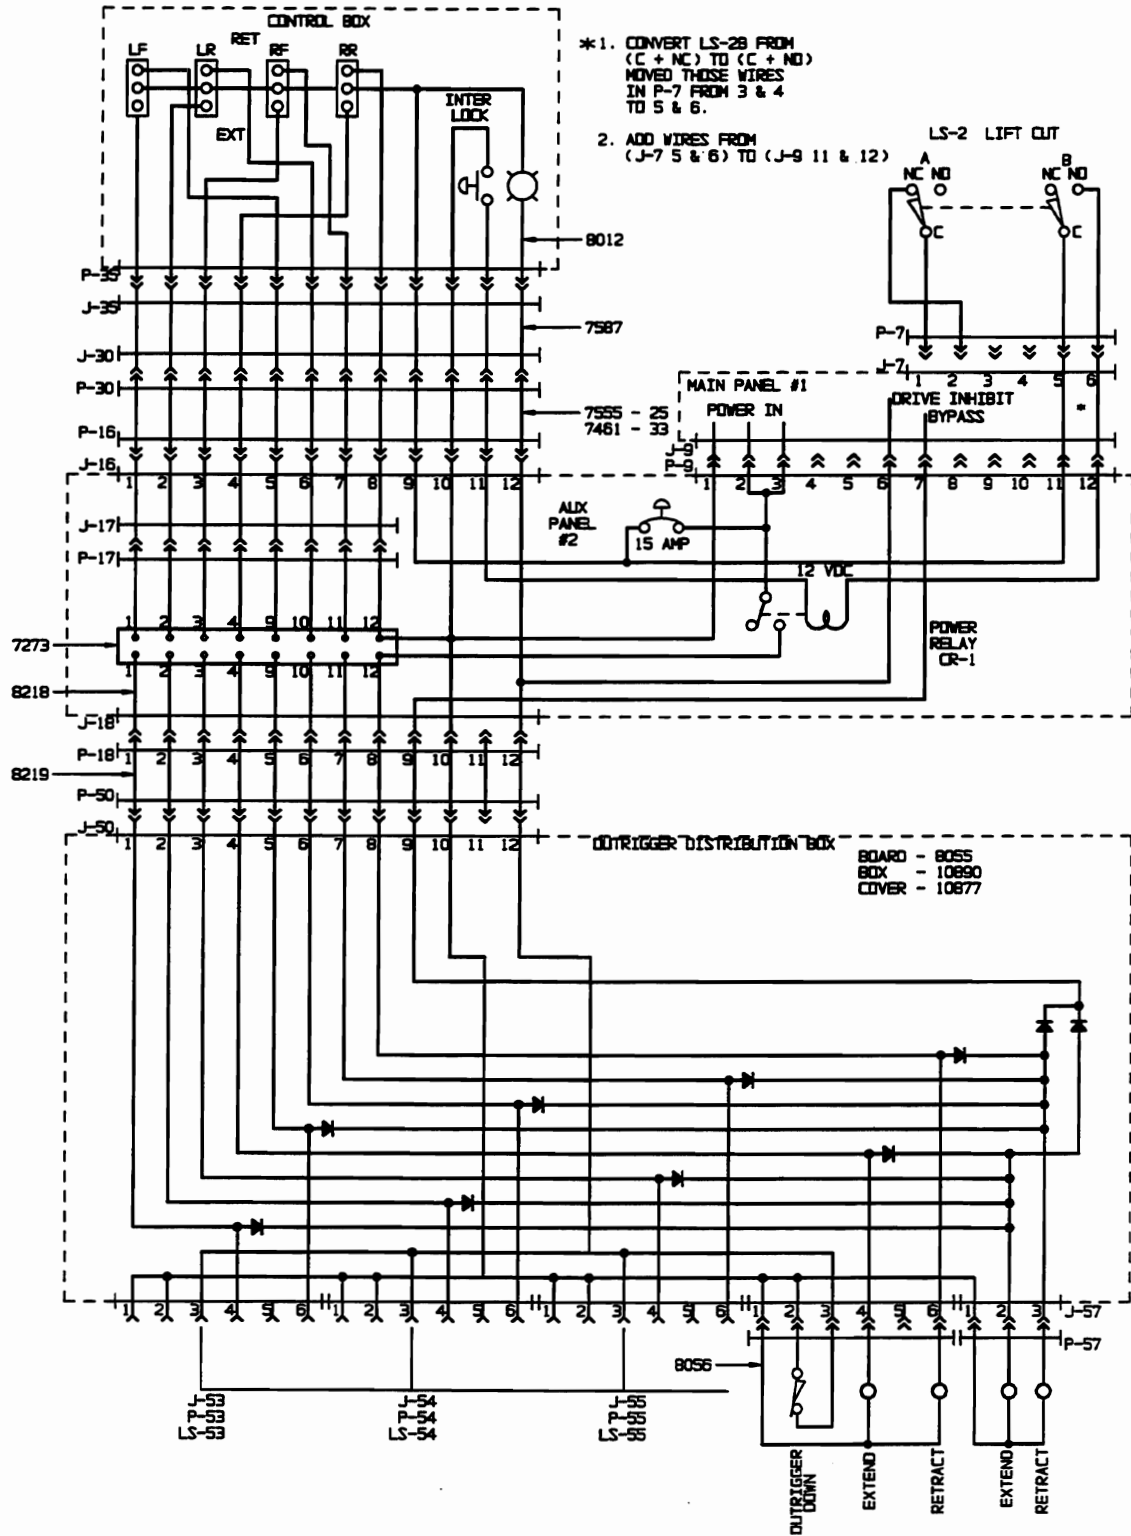 CONTROL BOX
RET
LF LR RF RR
EXT
INTER
LOCK
*1. CONVERT LS-2B FROM
(C + NC) TO (C + NO)
MOVED THOSE WIRES
IN P-7 FROM 3 & 4
TO 5 & 6.
2. ADD WIRES FROM
(J-7 5 & 6) TO (J-9 11 & 12)
LS-2 LIFT CUT
A B
NC NO NC NO
C C
8012
P-35
J-35
7587
J-30
P-30
P-7
J-7
1 2 3 4 5 6
MAIN PANEL #1
POWER IN
DRIVE INHIBIT
BYPASS
*
7555 - 25
7461 - 33
P-16
J-16
1 2 3 4 5 6 7 8 9 10 11 12
J-9
P-9
1 2 3 4 5 6 7 8 9 10 11 12
J-17
P-17
AUX
PANEL
#2
15 AMP
12 VDC
POWER
RELAY
CR-1
1 2 3 4 9 10 11 12
7273
1 2 3 4 9 10 11 12
8218
J-18
P-18
1 2 3 4 5 6 7 8 9 10 11 12
8219
P-50
J-50
1 2 3 4 5 6 7 8 9 10 11 12
OUTRIGGER DISTRIBUTION BOX
BOARD - 8055
BOX - 10890
COVER - 10877
1 2 3 4 5 6 1 2 3 4 5 6 1 2 3 4 5 6 1 2 3 4 5 6 1 2 3 J-57
P-57
8056
J-53
P-53
LS-53
J-54
P-54
LS-54
J-55
P-55
LS-55
OUTRIGGER
DOWN
EXTEND
RETRACT
EXTEND
RETRACT